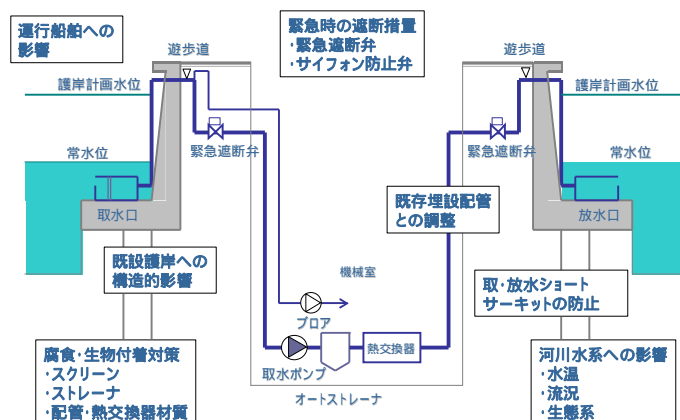 運行船舶への
影響
緊急時の遮断措置
・緊急遮断弁
・サイフォン防止弁
遊歩道
遊歩道
護岸計画水位
護岸計画水位
常水位
緊急遮断弁
緊急遮断弁
常水位
取水口
既存埋設配管
との調整
放水口
既設護岸への
構造的影響
機械室
取・放水ショート
サーキットの防止
ブロア
熱交換器
取水ポンプ
オートストレーナ
腐食・生物付着対策
・スクリーン
・ストレーナ
・配管・熱交換器材質
河川水系への影響
・水温
・流況
・生態系